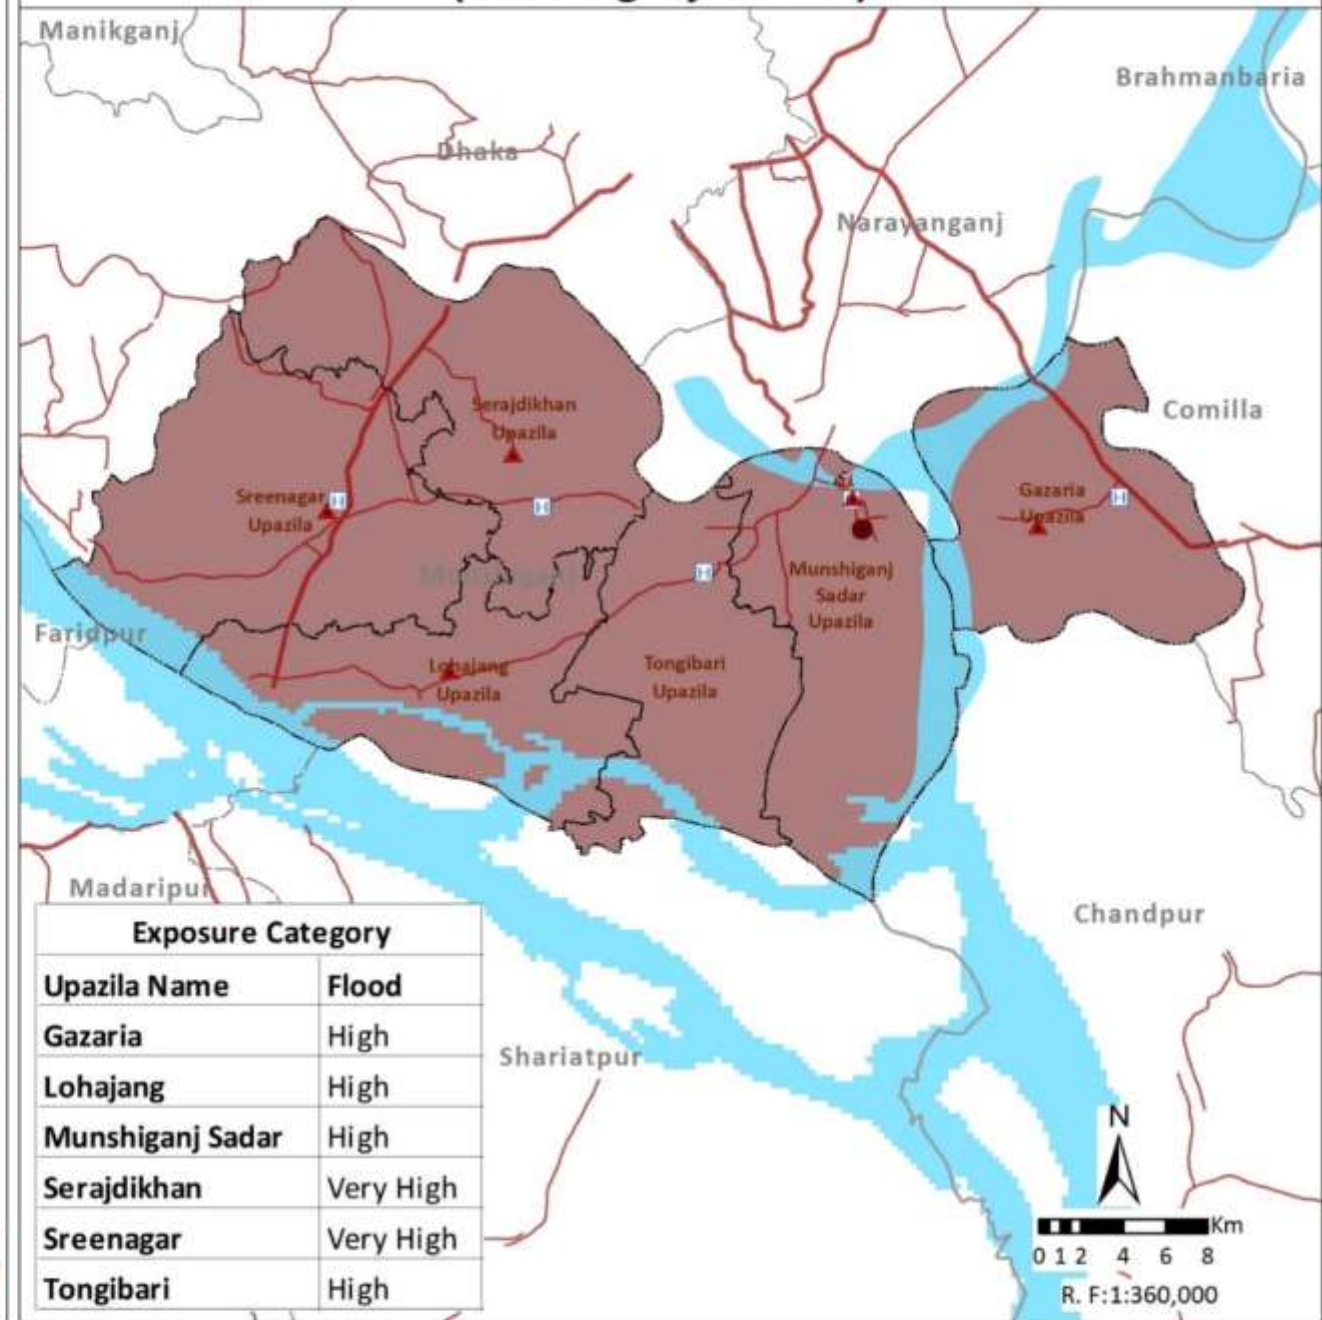 Manikganj
Brahmanbaria
Dhaka
Narayanganj
Serajdikhan
Upazila
Comilla
Sreenagar
Upazila
Gazaria
Upazila
Munshiganj
Munshiganj
Sadar
Upazila
Faridpur
Lohajang
Upazila
Tongibari
Upazila
Madaripur
Chandpur
Shariatpur
Exposure Category
Upazila Name Flood
Gazaria High
Lohajang High
Munshiganj Sadar High
Serajdikhan Very High
Sreenagar Very High
Tongibari High
N
Km
0 1 2 4 6 8
R. F:1:360,000